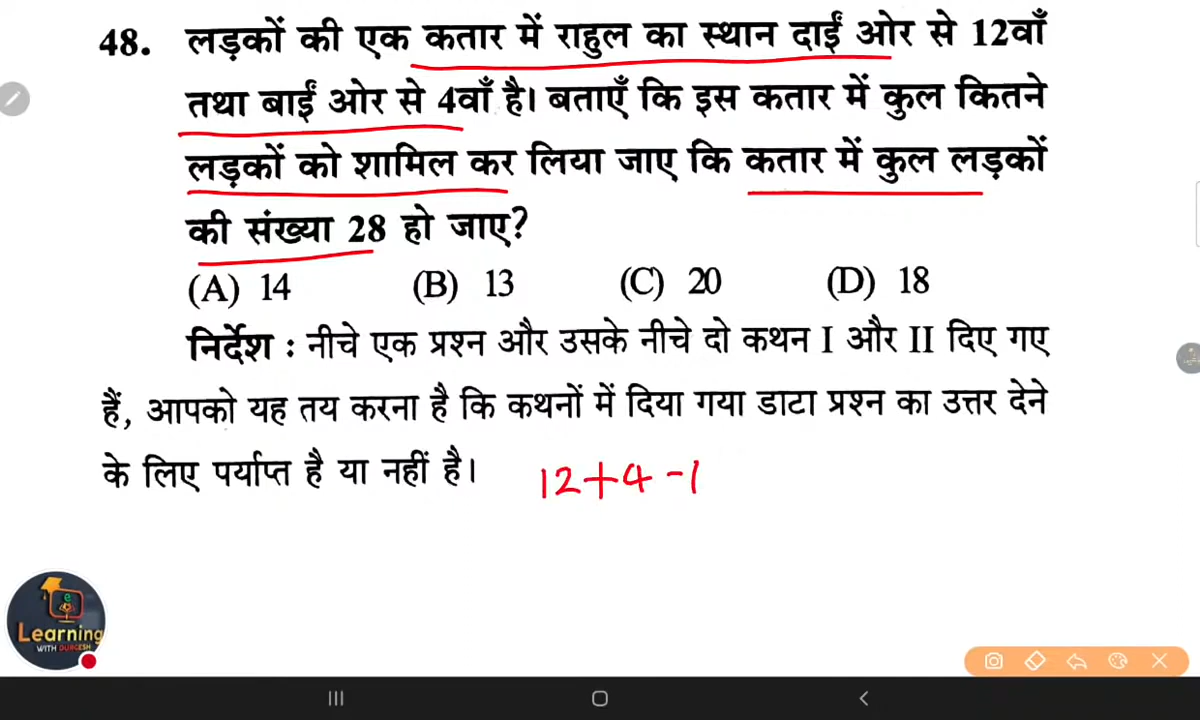 48. लड़कों की एक कतार में राहुल का स्थान दाईं ओर से 12वाँ
तथा बाईं ओर से 4वाँ है। बताएँ कि इस कतार में कुल कितने
लड़कों को शामिल कर लिया जाए कि कतार में कुल लड़कों
की संख्या 28 हो जाए?
(A) 14 (B) 13 (C) 20 (D) 18
निर्देश : नीचे एक प्रश्न और उसके नीचे दो कथन I और II दिए गए
हैं, आपको यह तय करना है कि कथनों में दिया गया डाटा प्रश्न का उत्तर देने
के लिए पर्याप्त है या नहीं है।
12+4-1
Learning
WITH DURGESH